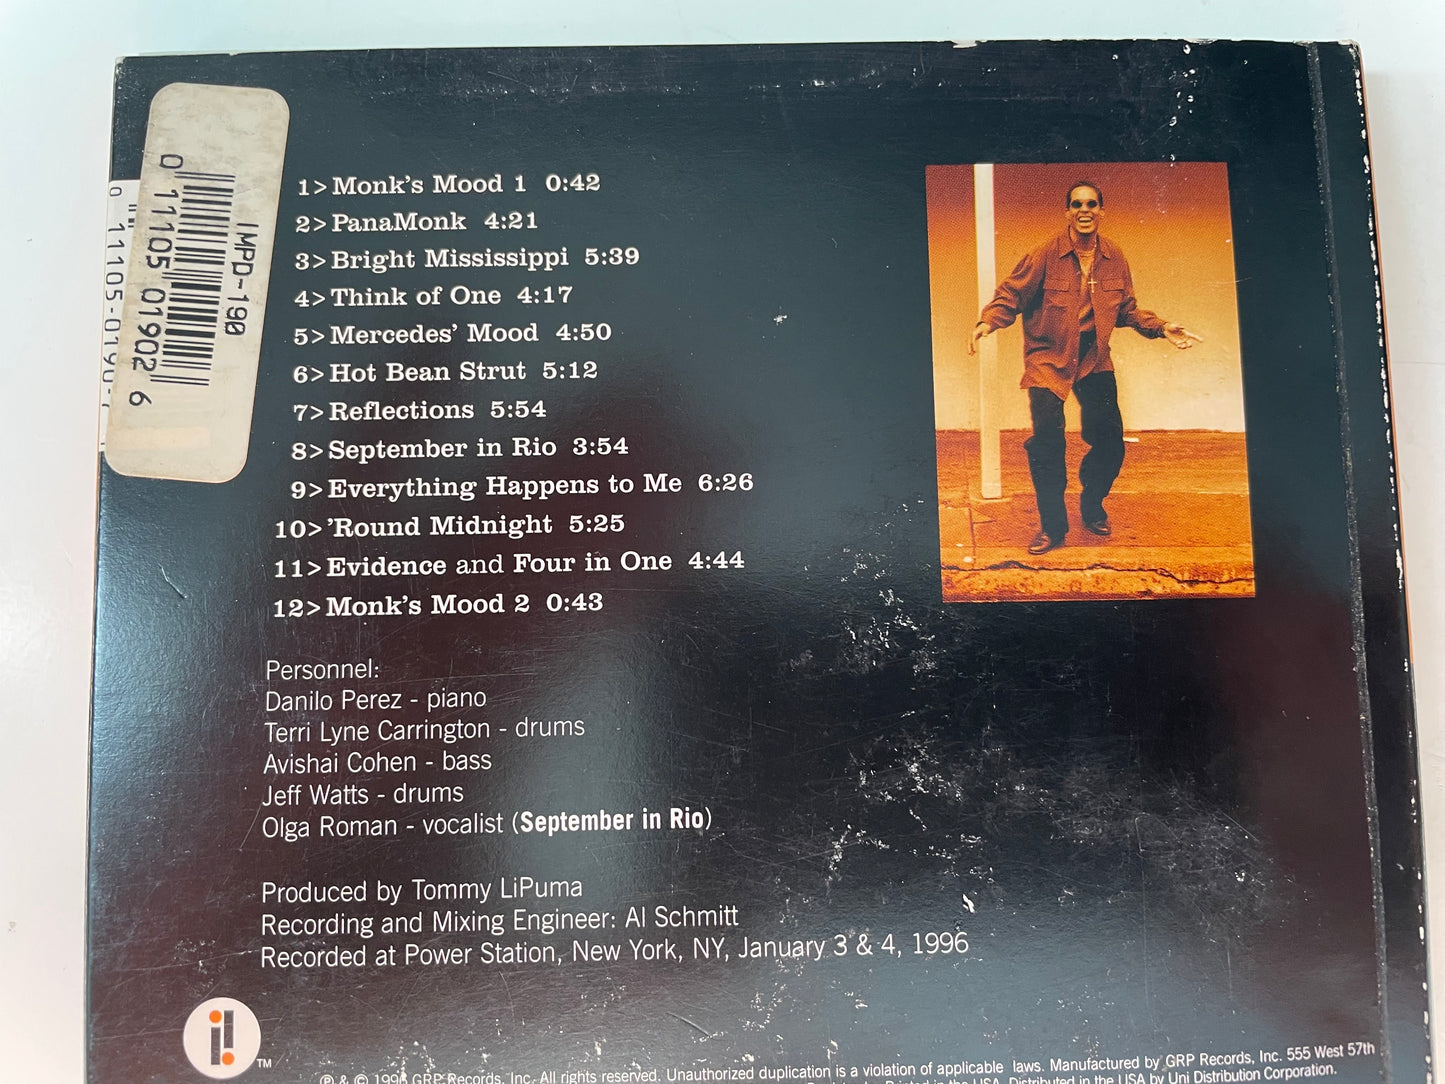 0 11105 01902 6
IMPD-190
0 11105-0190-
1> Monk's Mood 1 0:42
2> PanaMonk 4:21
3> Bright Mississippi 5:39
4> Think of One 4:17
5> Mercedes' Mood 4:50
6> Hot Bean Strut 5:12
7> Reflections 5:54
8> September in Rio 3:54
9> Everything Happens to Me 6:26
10> 'Round Midnight 5:25
11> Evidence and Four in One 4:44
12> Monk's Mood 2 0:43
Personnel:
Danilo Perez - piano
Terri Lyne Carrington - drums
Avishai Cohen - bass
Jeff Watts - drums
Olga Roman - vocalist (September in Rio)
Produced by Tommy LiPuma
Recording and Mixing Engineer: Al Schmitt
Recorded at Power Station, New York, NY, January 3 & 4, 1996
i!
TM
℗ & © 1996 GRP Records, Inc. All rights reserved. Unauthorized duplication is a violation of applicable laws. Manufactured by GRP Records, Inc. 555 West 57th
Printed in the USA. Distributed in the USA by Uni Distribution Corporation.